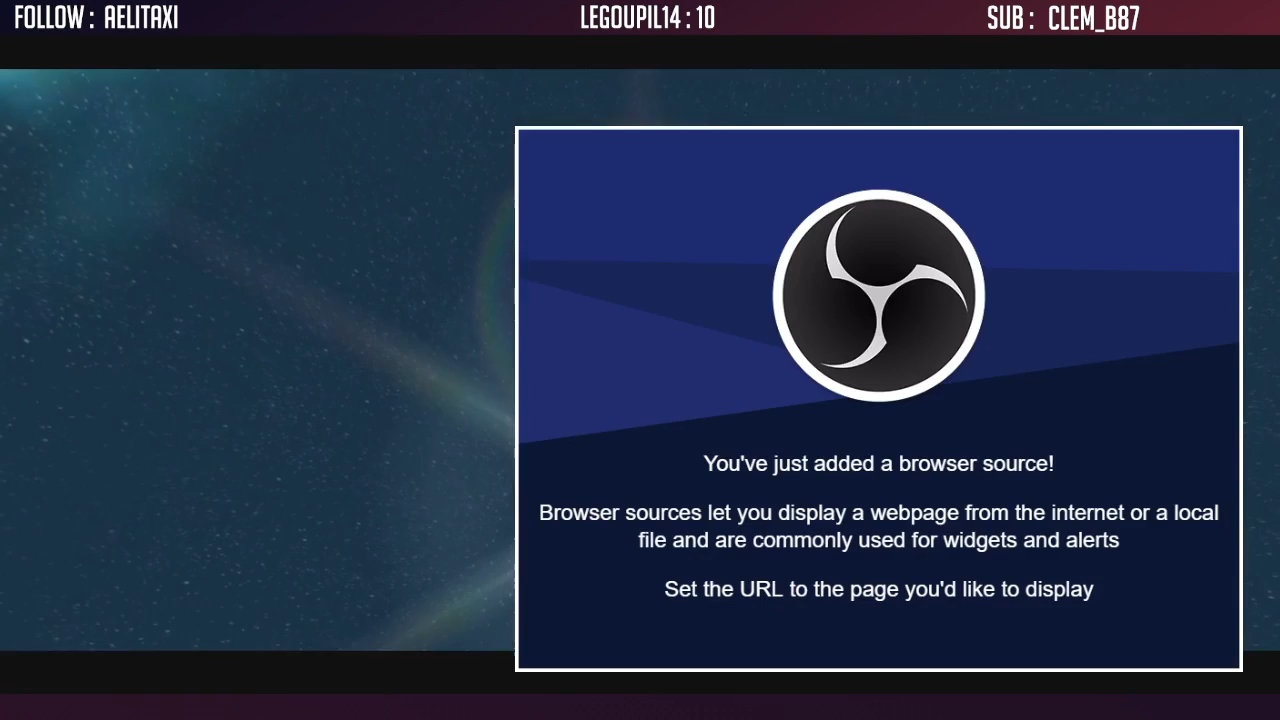 FOLLOW : AELITAXI
LEGOUPIL14 : 10
SUB : CLEM_B87
You've just added a browser source!
Browser sources let you display a webpage from the internet or a local
file and are commonly used for widgets and alerts
Set the URL to the page you'd like to display